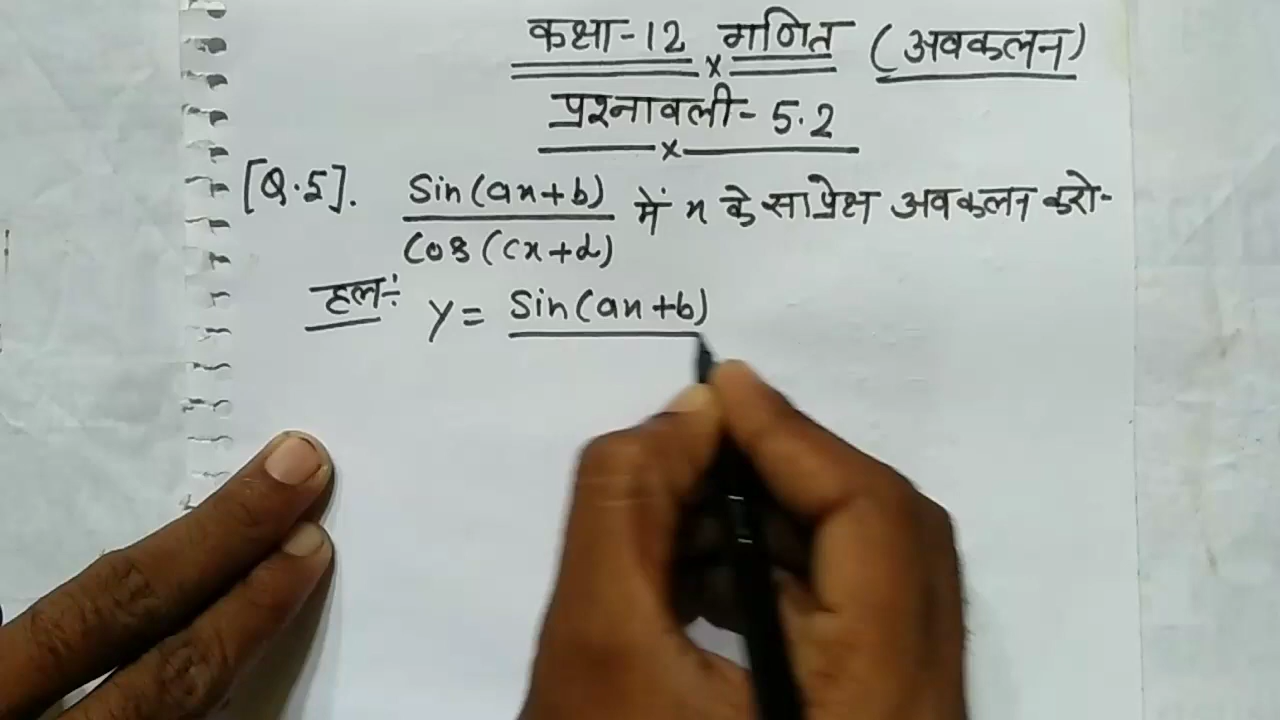 कक्षा-12 × गणित (अवकलन)
प्रश्नावली- 5.2
×
[Q.5]. Sin(ax+b) / Cos(cx+d) में x के सापेक्ष अवकलन करो-
हलः- y = Sin(ax+b)